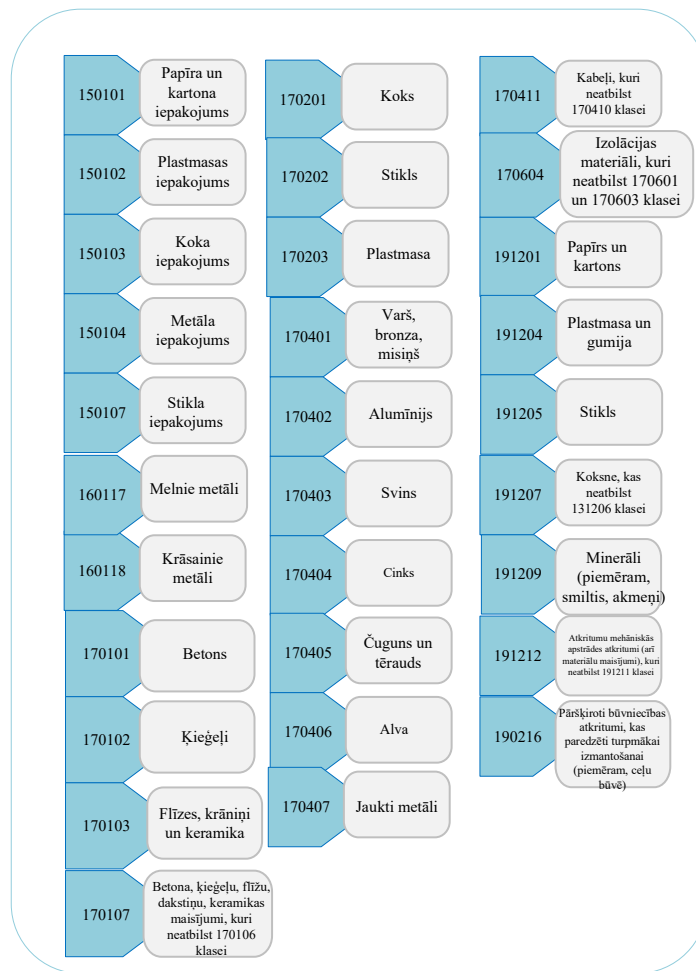 150101
Papīra un
kartona
iepakojums
150102
Plastmasas
iepakojums
150103
Koka
iepakojums
150104
Metāla
iepakojums
150107
Stikla
iepakojums
160117
Melnie metāli
160118
Krāsainie
metāli
170101
Betons
170102
Ķieģeļi
170103
Flīzes, krāniņi
un keramika
170107
Betona, ķieģeļu, flīžu,
dakstiņu, keramikas
maisījumi, kuri
neatbilst 170106
klasei
170201
Koks
170202
Stikls
170203
Plastmasa
170401
Varš,
bronza,
misiņš
170402
Alumīnijs
170403
Svins
170404
Cinks
170405
Čuguns un
tērauds
170406
Alva
170407
Jaukti metāli
170411
Kabeļi, kuri
neatbilst
170410 klasei
170604
Izolācijas
materiāli, kuri
neatbilst 170601
un 170603 klasei
191201
Papīrs un
kartons
191204
Plastmasa un
gumija
191205
Stikls
191207
Koksne, kas
neatbilst
131206 klasei
191209
Minerāli
(piemēram,
smiltis, akmeņi)
191212
Atkritumu mehāniskās
apstrādes atkritumi (arī
materiālu maisījumi), kuri
neatbilst 191211 klasei
190216
Pāršķiroti būvniecības
atkritumi, kas
paredzēti turpmākai
izmantošanai
(piemēram, ceļu
būvē)